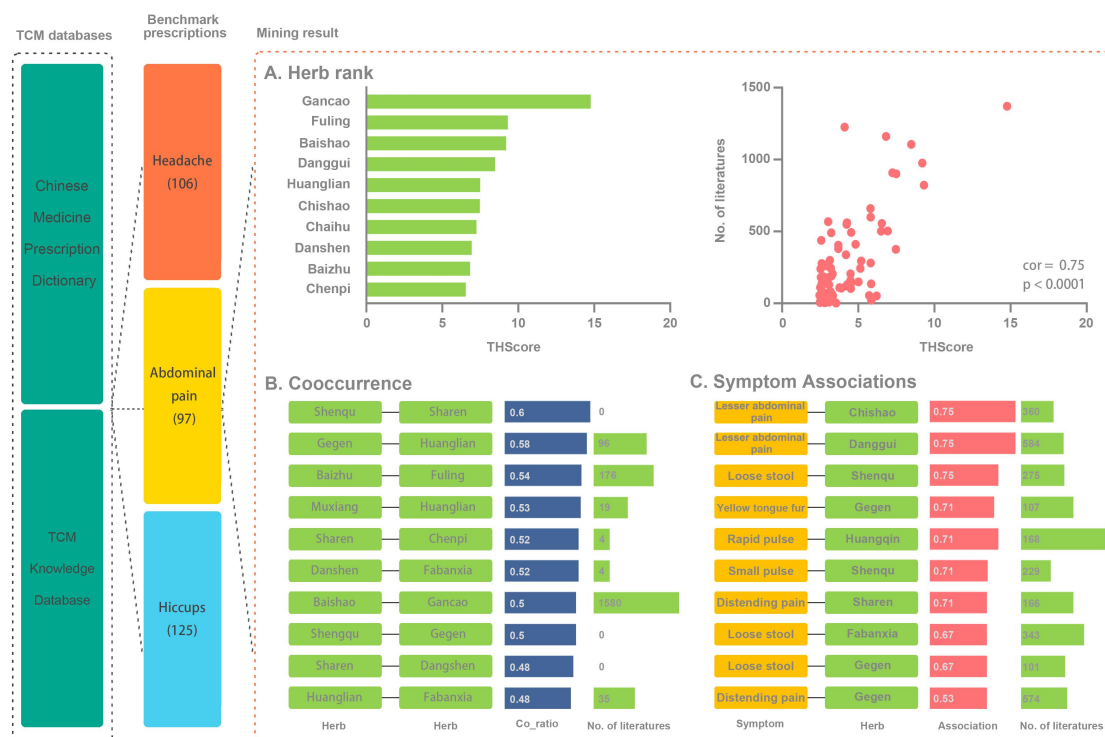 TCM databases
Benchmark
prescriptions
Mining result
Chinese
Medicine
Prescription
Dictionary
TCM
Knowledge
Database
Headache
(106)
Abdominal
pain
(97)
Hiccups
(125)
A. Herb rank
Gancao
Fuling
Baishao
Danggui
Huanglian
Chishao
Chaihu
Danshen
Baizhu
Chenpi
0 5 10 15 20
THScore
No. of literatures
1500
1000
500
0
cor = 0.75
p < 0.0001
0 5 10 15 20
THScore
B. Cooccurrence
Shenqu Sharen 0.6 0
Gegen Huanglian 0.58 96
Baizhu Fuling 0.54 176
Muxiang Huanglian 0.53 19
Sharen Chenpi 0.52 4
Danshen Fabanxia 0.52 4
Baishao Gancao 0.5 1580
Shengqu Gegen 0.5 0
Sharen Dangshen 0.48 0
Huanglian Fabanxia 0.48 35
Herb Herb Co_ratio No. of literatures
C. Symptom Associations
Lesser abdominal
pain Chishao 0.75 360
Lesser abdominal
pain Danggui 0.75 584
Loose stool Shenqu 0.75 275
Yellow tongue fur Gegen 0.71 107
Rapid pulse Huangqin 0.71 168
Small pulse Shenqu 0.71 229
Distending pain Sharen 0.71 166
Loose stool Fabanxia 0.67 343
Loose stool Gegen 0.67 101
Distending pain Gegen 0.53 574
Symptom Herb Association No. of literatures